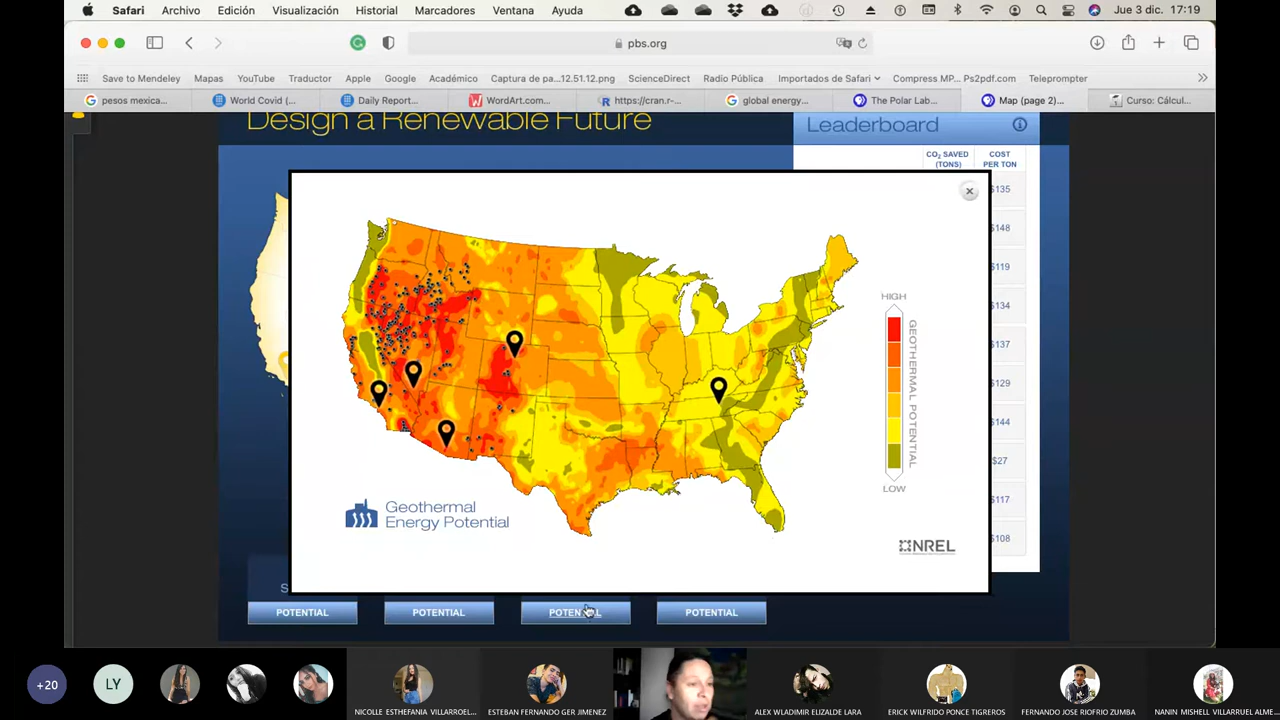 Safari Archivo Edición Visualización Historial Marcadores Ventana Ayuda Jue 3 dic. 17:19
pbs.org
Save to Mendeley Mapas YouTube Traductor Apple Google Académico Captura de pa...12.51.12.png ScienceDirect Radio Pública Importados de Safari Compress MP... Ps2pdf.com Teleprompter
pesos mexica... World Covid (... Daily Report... WordArt.com... https://cran.r-... global energy... The Polar Lab... Map (page 2)... Curso: Cálcul...
Design a Renewable Future
Leaderboard
CO₂ SAVED (TONS)
COST PER TON
$135
$148
$119
$134
$137
$129
$144
$27
$117
$108
HIGH
GEOTHERMAL POTENTIAL
LOW
Geothermal
Energy Potential
NREL
S
POTENTIAL POTENTIAL POTENTIAL POTENTIAL
+20 LY
NICOLLE ESTHEFANIA VILLARROEL... ESTEBAN FERNANDO GER JIMENEZ ALEX WLADIMIR ELIZALDE LARA ERICK WILFRIDO PONCE TIGREROS FERNANDO JOSE RIOFRIO ZUMBA NANIN MISHELL VILLARRUEL ALME...